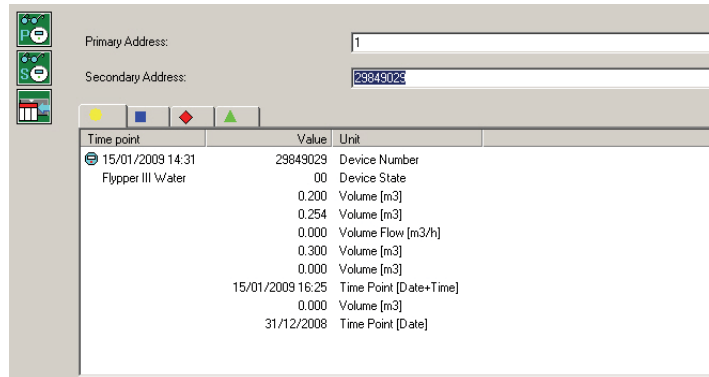 P
Primary Address: 1
S
Secondary Address: 29849029
Time point Value Unit
15/01/2009 14:31 29849029 Device Number
Flypper III Water 00 Device State
0.200 Volume [m3]
0.254 Volume [m3]
0.000 Volume Flow [m3/h]
0.300 Volume [m3]
0.000 Volume [m3]
15/01/2009 16:25 Time Point [Date+Time]
0.000 Volume [m3]
31/12/2008 Time Point [Date]